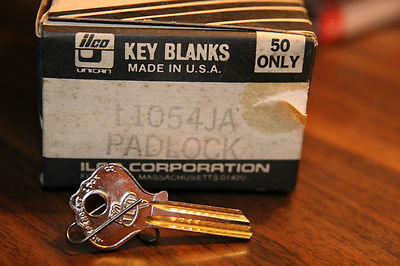 ilco
UNICAN
KEY BLANKS
MADE IN U.S.A.
50
ONLY
L1054JA
PADLOCK
ILCO CORPORATION
MASSACHUSETTS 01420